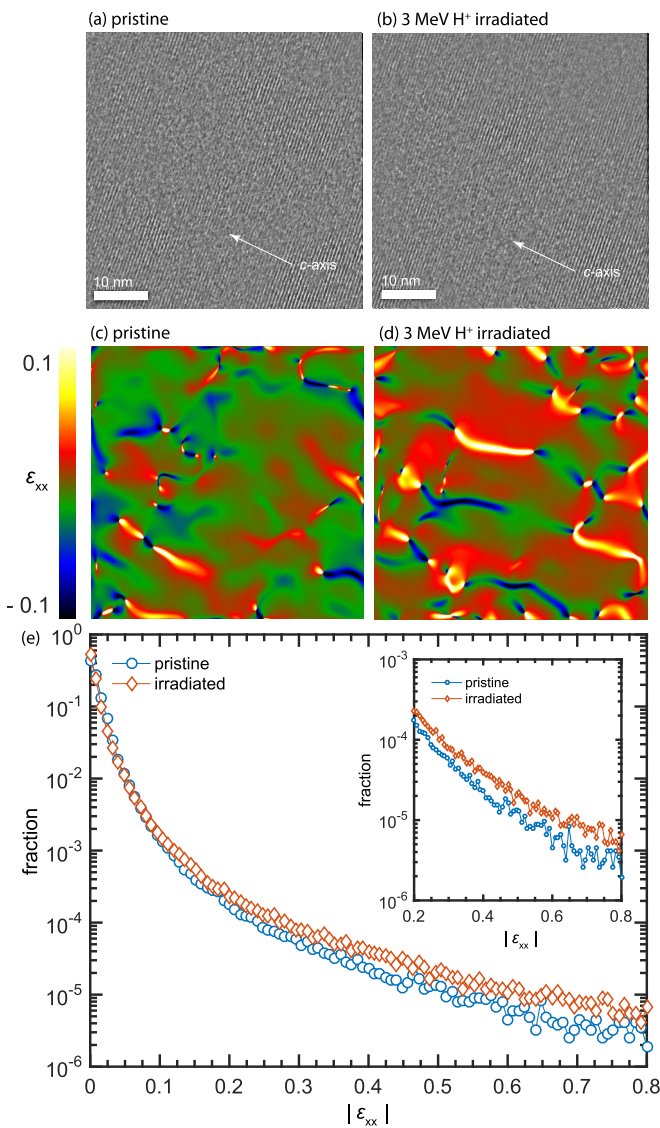 (a) pristine
(b) 3 MeV H⁺ irradiated
c-axis
10 nm
c-axis
10 nm
(c) pristine
(d) 3 MeV H⁺ irradiated
0.1
εxx
- 0.1
(e)
10⁰
10⁻¹
10⁻²
10⁻³
10⁻⁴
10⁻⁵
10⁻⁶
fraction
pristine
irradiated
0 0.1 0.2 0.3 0.4 0.5 0.6 0.7 0.8
| εxx |
10⁻³
10⁻⁴
10⁻⁵
10⁻⁶
fraction
pristine
irradiated
0.2 0.4 0.6 0.8
| εxx |